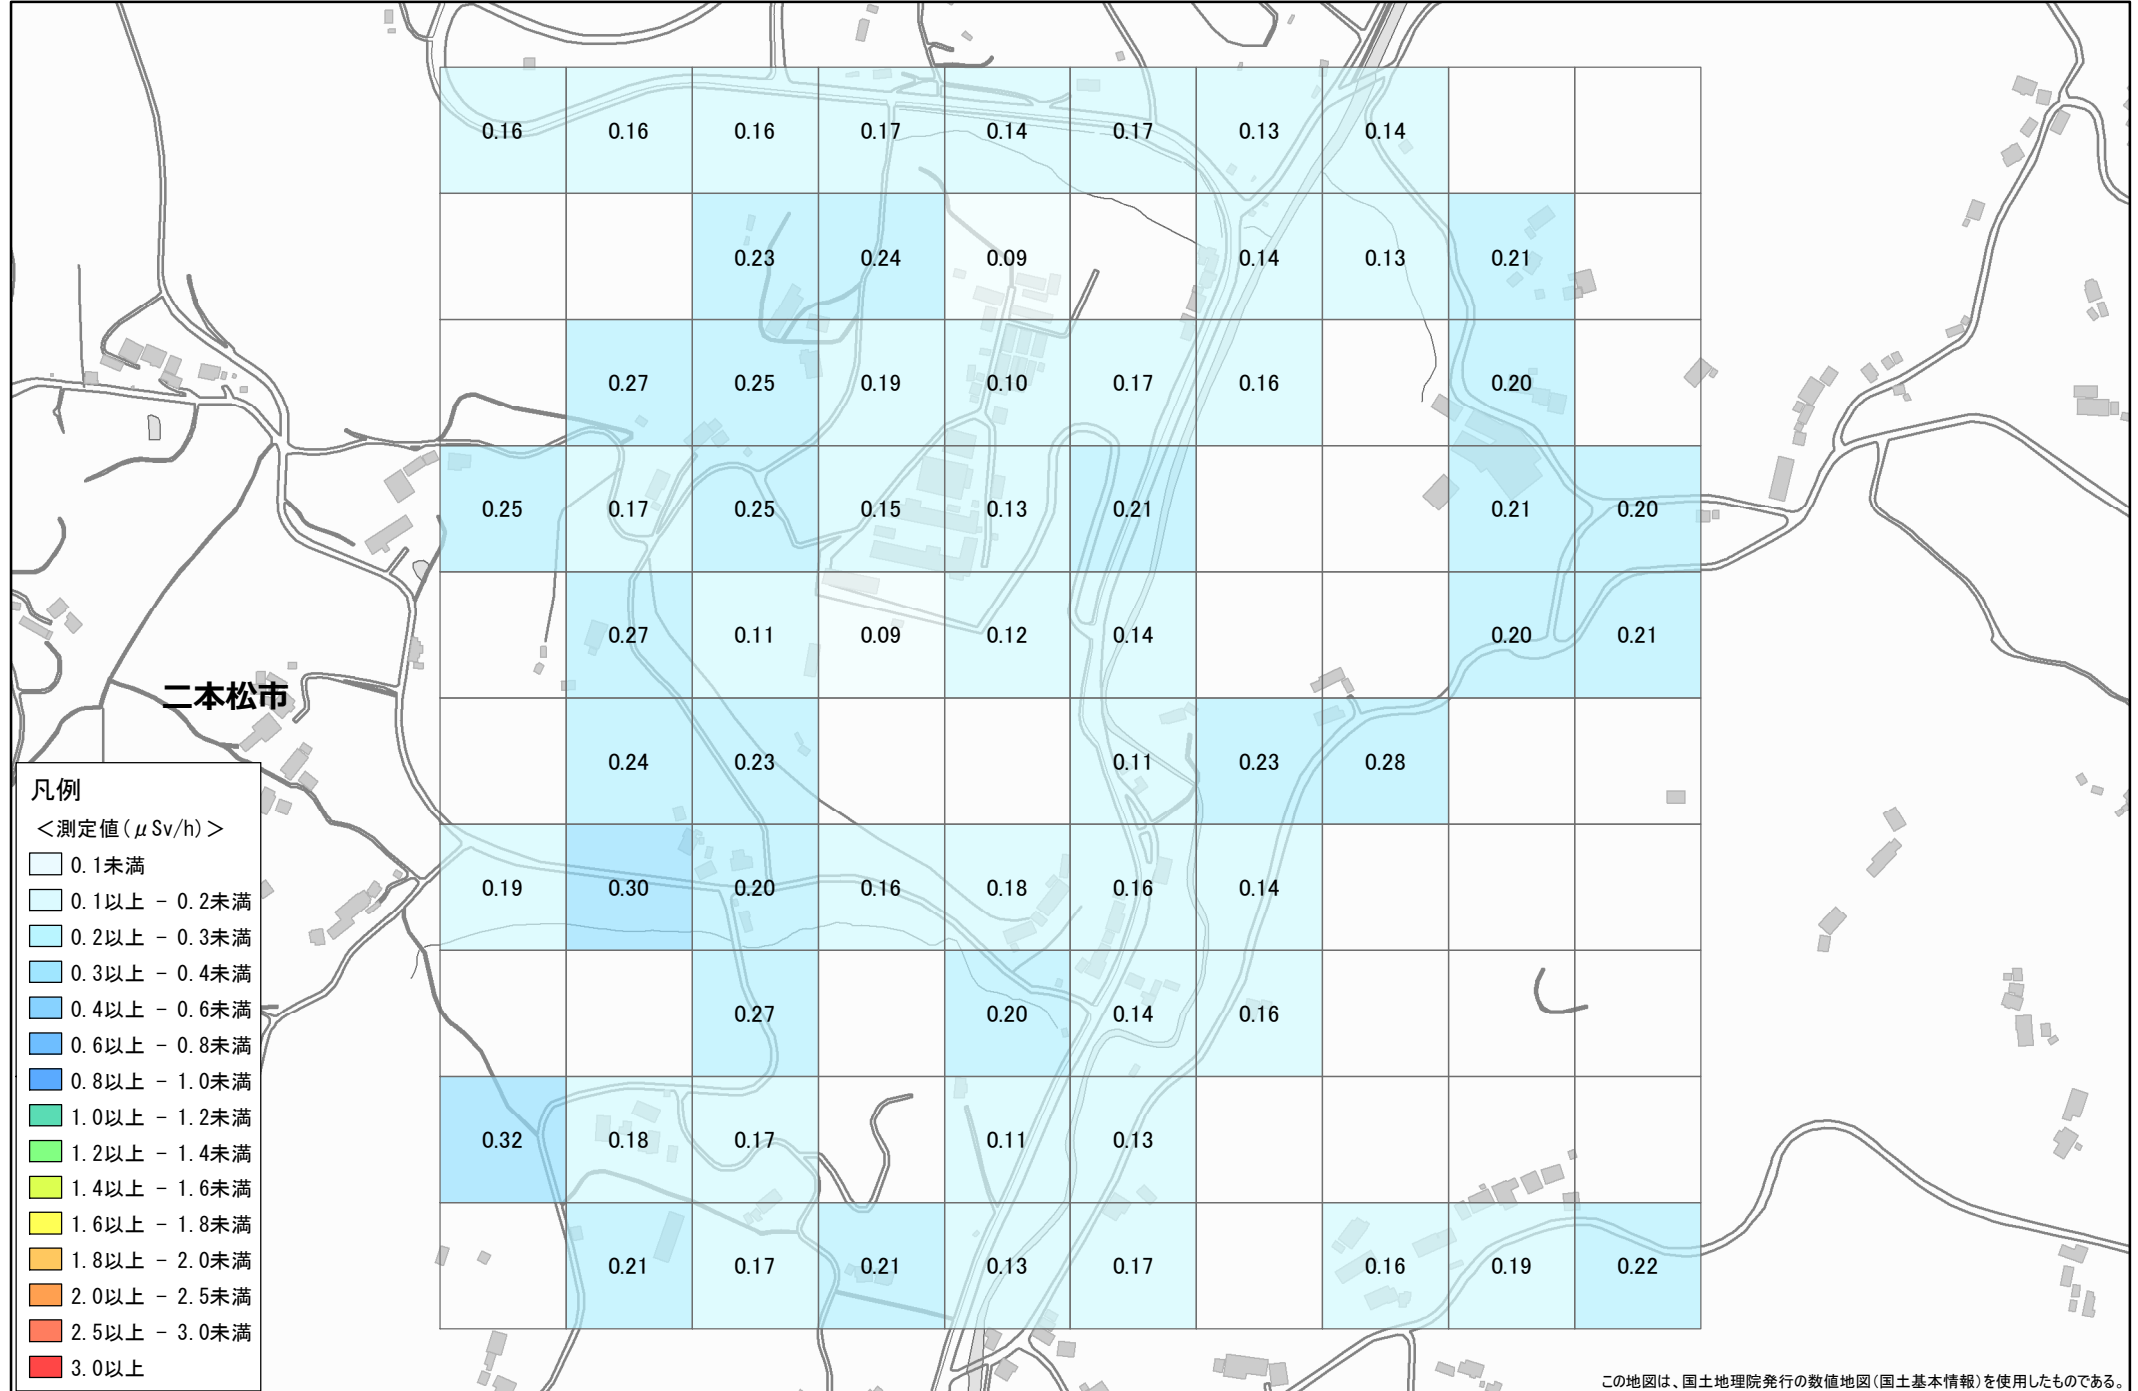 0.16 0.16 0.16 0.17 0.14 0.17 0.13 0.14
0.23 0.24 0.09 0.14 0.13 0.21
0.27 0.25 0.19 0.10 0.17 0.16 0.20
0.25 0.17 0.25 0.15 0.13 0.21 0.21 0.20
0.27 0.11 0.09 0.12 0.14 0.20 0.21
二本松市
0.24 0.23 0.11 0.23 0.28
0.19 0.30 0.20 0.16 0.18 0.16 0.14
0.27 0.20 0.14 0.16
0.32 0.18 0.17 0.11 0.13
0.21 0.17 0.21 0.13 0.17 0.16 0.19 0.22
凡例
＜測定値(μSv/h)＞
0.1未満
0.1以上 － 0.2未満
0.2以上 － 0.3未満
0.3以上 － 0.4未満
0.4以上 － 0.6未満
0.6以上 － 0.8未満
0.8以上 － 1.0未満
1.0以上 － 1.2未満
1.2以上 － 1.4未満
1.4以上 － 1.6未満
1.6以上 － 1.8未満
1.8以上 － 2.0未満
2.0以上 － 2.5未満
2.5以上 － 3.0未満
3.0以上
この地図は、国土地理院発行の数値地図(国土基本情報)を使用したものである。